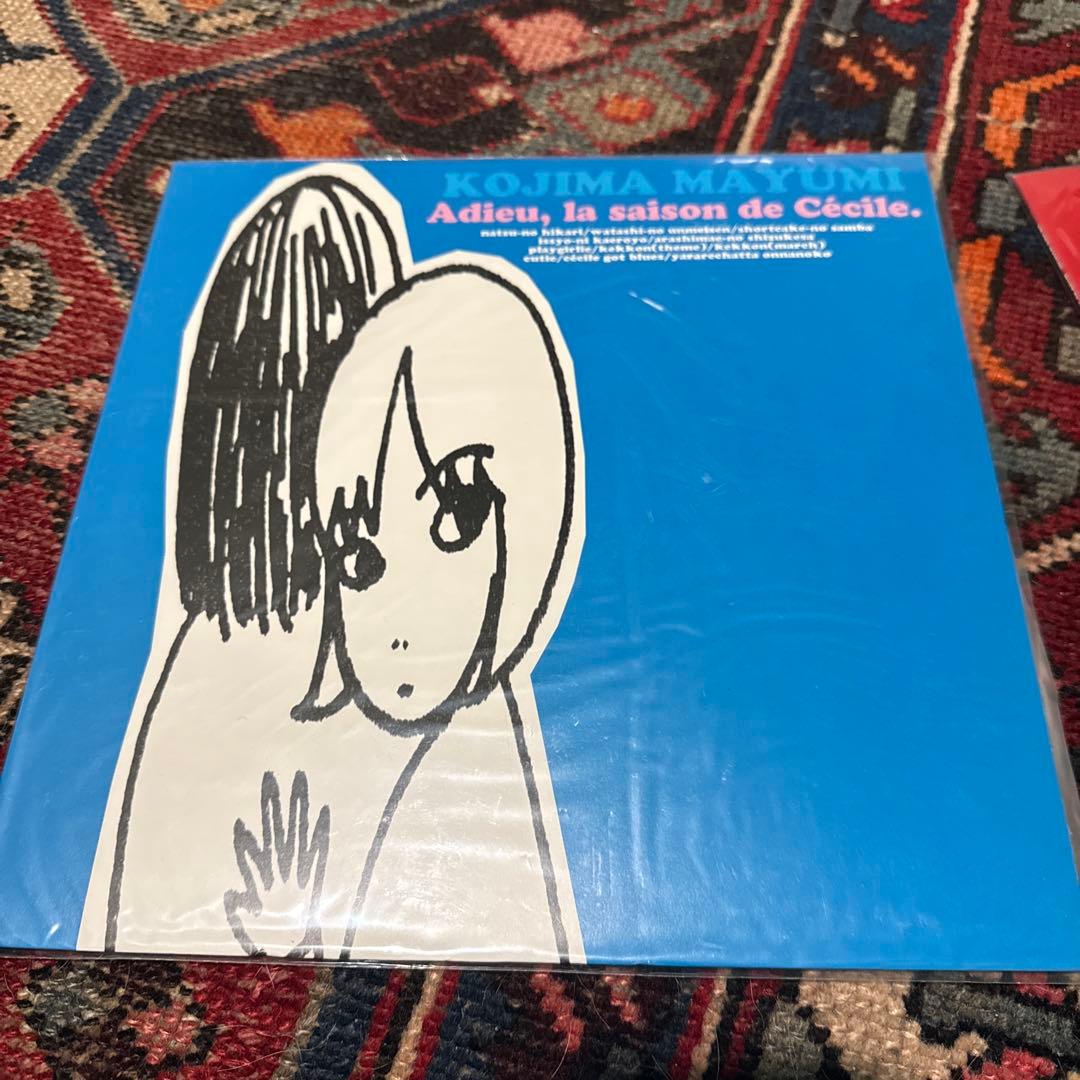 KOJIMA MAYUMI
Adieu, la saison de Cécile.
natsu-no hikari/watashi-no unmeisen/shortcake-no samba
issyo-ni kaeroyo/arashimae-no shizukesa
playgirlie/kekkon(theme)/kekkon(march)
cutie/cécile got blues/yararechatta onnanoko